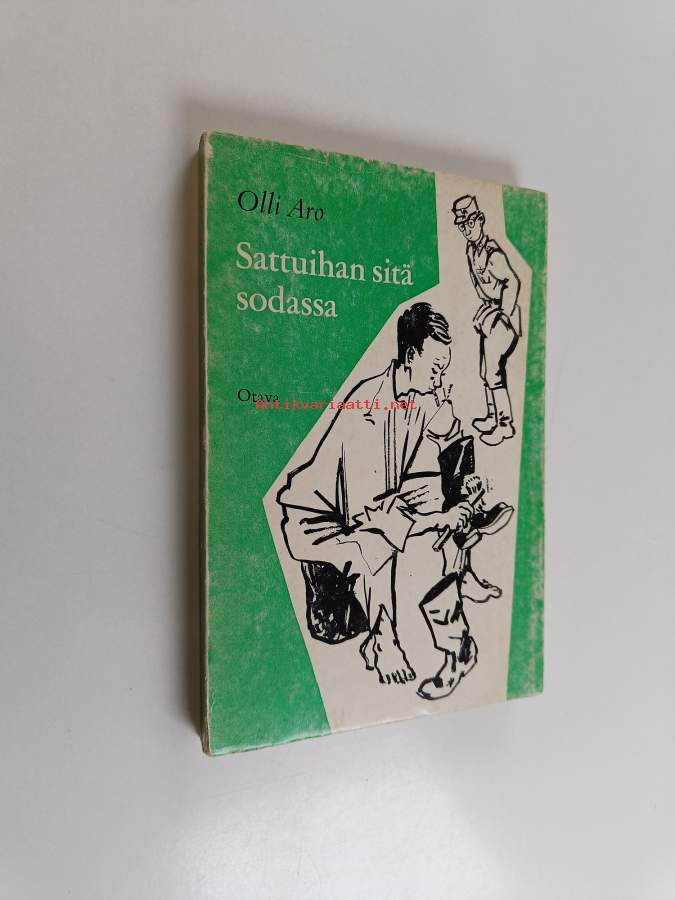 Olli Aro
Sattuihan sitä
sodassa
Otava
antikvariaatti.net